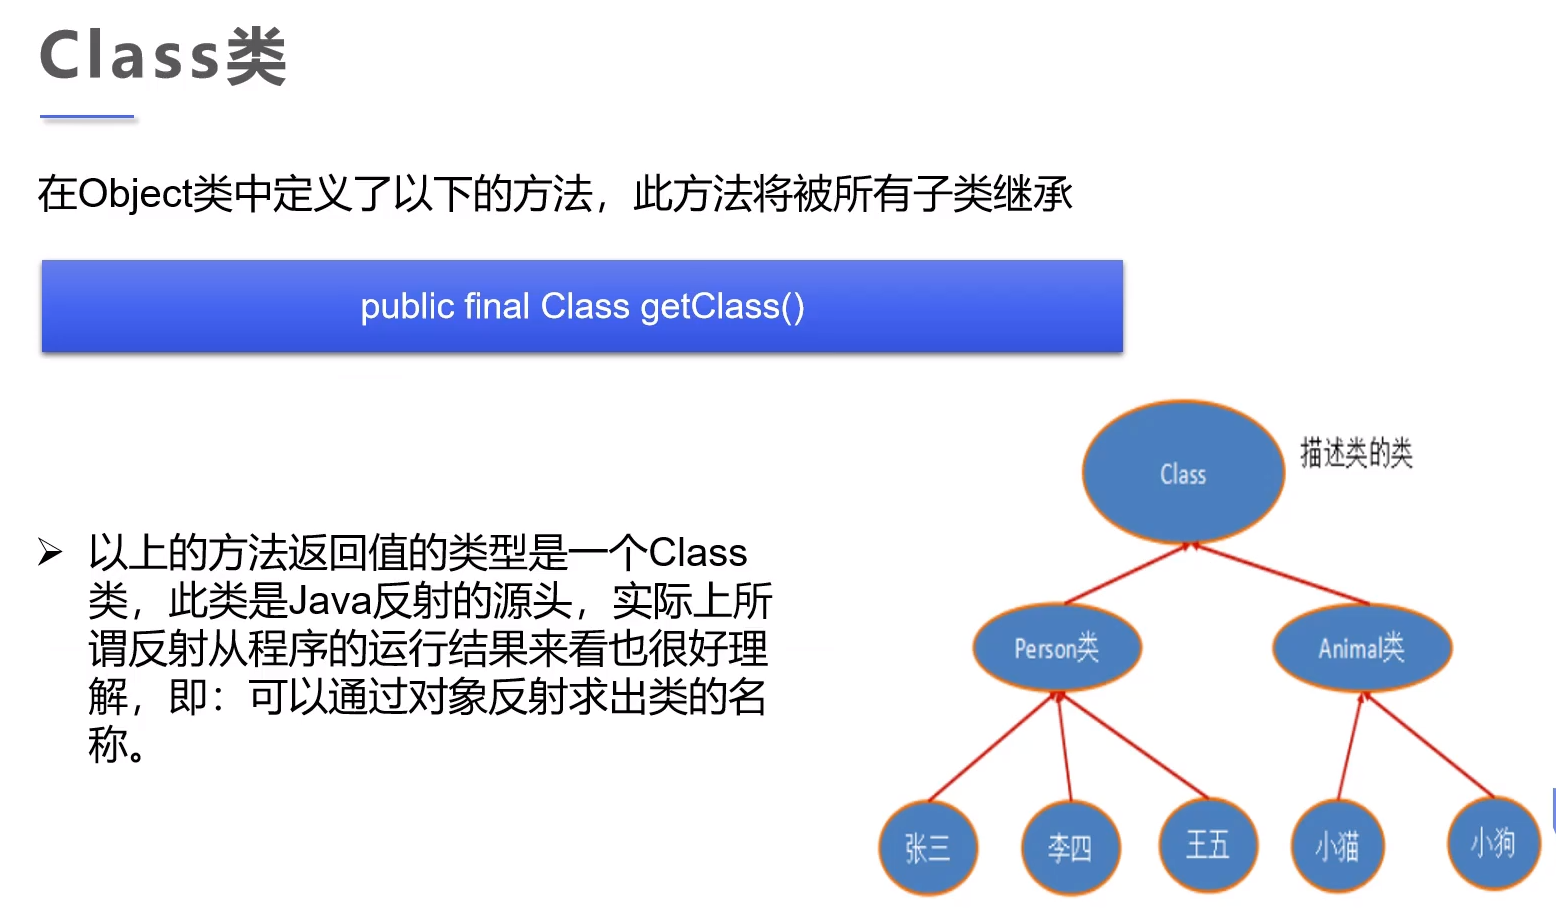 Class类
在Object类中定义了以下的方法，此方法将被所有子类继承
public final Class getClass()
描述类的类
Class
➢ 以上的方法返回值的类型是一个Class
类，此类是Java反射的源头，实际上所
谓反射从程序的运行结果来看也很好理
解，即：可以通过对象反射求出类的名
称。
Person类
Animal类
张三
李四
王五
小猫
小狗